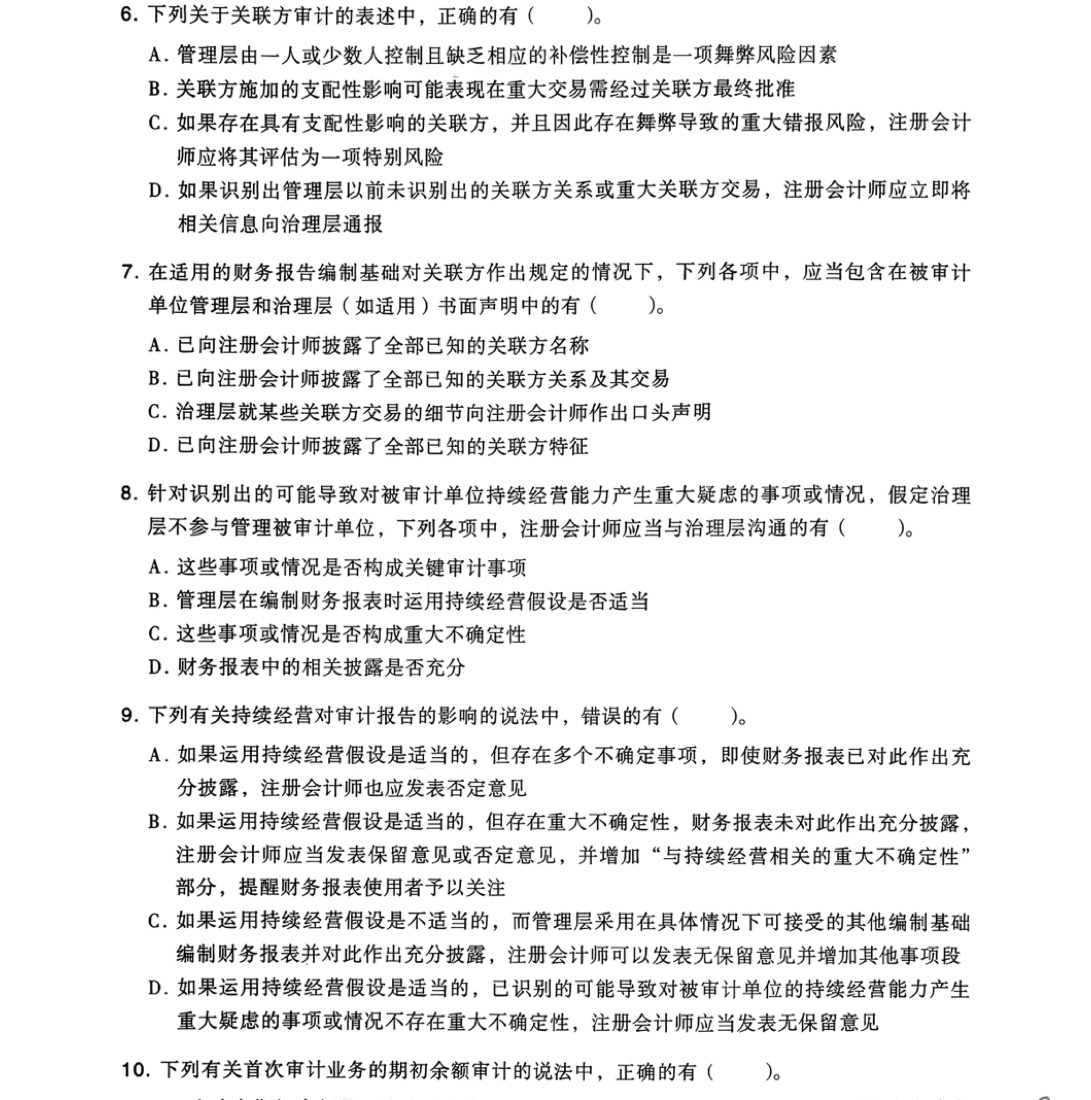 6. 下列关于关联方审计的表述中，正确的有（　　）。
A. 管理层由一人或少数人控制且缺乏相应的补偿性控制是一项舞弊风险因素
B. 关联方施加的支配性影响可能表现在重大交易需经过关联方最终批准
C. 如果存在具有支配性影响的关联方，并且因此存在舞弊导致的重大错报风险，注册会计
师应将其评估为一项特别风险
D. 如果识别出管理层以前未识别出的关联方关系或重大关联方交易，注册会计师应立即将
相关信息向治理层通报
7. 在适用的财务报告编制基础对关联方作出规定的情况下，下列各项中，应当包含在被审计
单位管理层和治理层（如适用）书面声明中的有（　　）。
A. 已向注册会计师披露了全部已知的关联方名称
B. 已向注册会计师披露了全部已知的关联方关系及其交易
C. 治理层就某些关联方交易的细节向注册会计师作出口头声明
D. 已向注册会计师披露了全部已知的关联方特征
8. 针对识别出的可能导致对被审计单位持续经营能力产生重大疑虑的事项或情况，假定治理
层不参与管理被审计单位，下列各项中，注册会计师应当与治理层沟通的有（　　）。
A. 这些事项或情况是否构成关键审计事项
B. 管理层在编制财务报表时运用持续经营假设是否适当
C. 这些事项或情况是否构成重大不确定性
D. 财务报表中的相关披露是否充分
9. 下列有关持续经营对审计报告的影响的说法中，错误的有（　　）。
A. 如果运用持续经营假设是适当的，但存在多个不确定事项，即使财务报表已对此作出充
分披露，注册会计师也应发表否定意见
B. 如果运用持续经营假设是适当的，但存在重大不确定性，财务报表未对此作出充分披露，
注册会计师应当发表保留意见或否定意见，并增加“与持续经营相关的重大不确定性”
部分，提醒财务报表使用者予以关注
C. 如果运用持续经营假设是不适当的，而管理层采用在具体情况下可接受的其他编制基础
编制财务报表并对此作出充分披露，注册会计师可以发表无保留意见并增加其他事项段
D. 如果运用持续经营假设是适当的，已识别的可能导致对被审计单位的持续经营能力产生
重大疑虑的事项或情况不存在重大不确定性，注册会计师应当发表无保留意见
10. 下列有关首次审计业务的期初余额审计的说法中，正确的有（　　）。